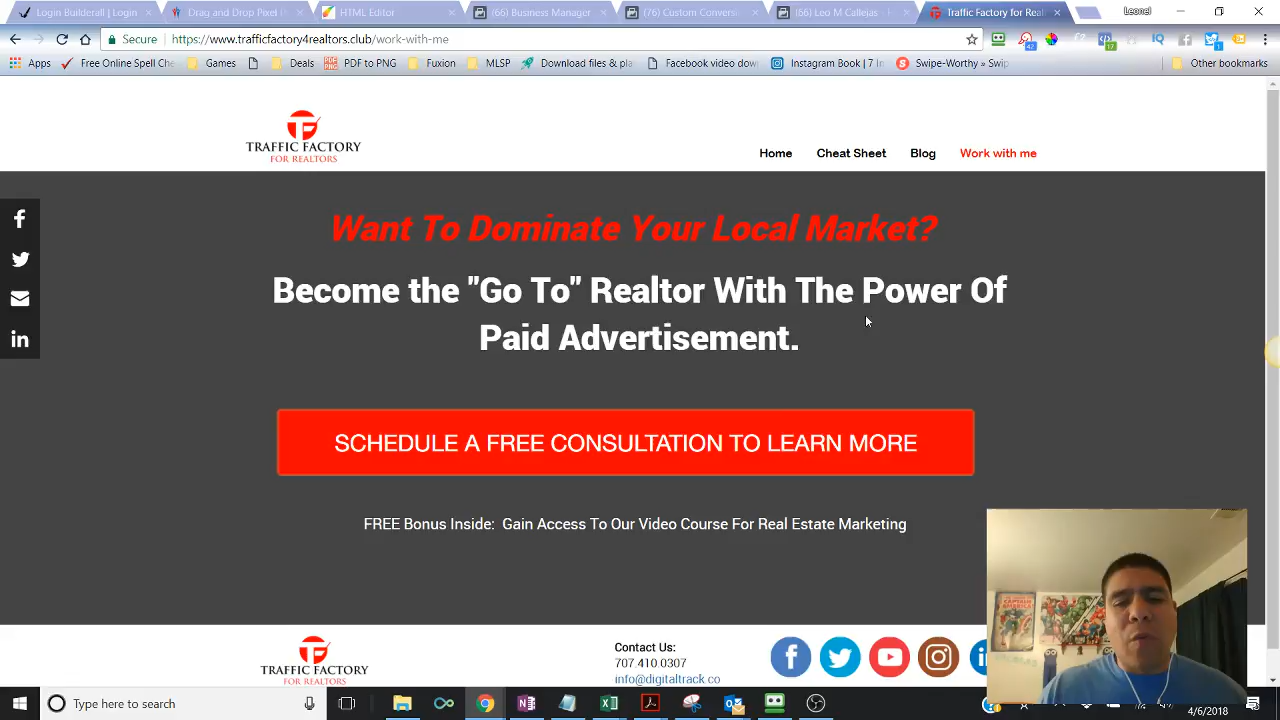 Login Builderall | Login
Drag and Drop Pixel (
HTML Editor
(66) Business Manager
(76) Custom Conversi
(66) Leo M Callejas -
Traffic Factory for Real
Leonel
Secure
https://www.trafficfactory4realtors.club/work-with-me
42
17
1
Apps
Free Online Spell Che
Games
Deals
PDF to PNG
Fuxion
MLSP
Download files & pla
Facebook video dow
Instagram Book | 7 in
Swipe-Worthy » Swip
Other bookmarks
TRAFFIC FACTORY
FOR REALTORS
Home
Cheat Sheet
Blog
Work with me
Want To Dominate Your Local Market?
Become the "Go To" Realtor With The Power Of
Paid Advertisement.
SCHEDULE A FREE CONSULTATION TO LEARN MORE
FREE Bonus Inside: Gain Access To Our Video Course For Real Estate Marketing
CAPTAIN
AMERICA
TRAFFIC FACTORY
FOR REALTORS
Contact Us:
707.410.0307
info@digitaltrack.co
Type here to search
4/6/2018